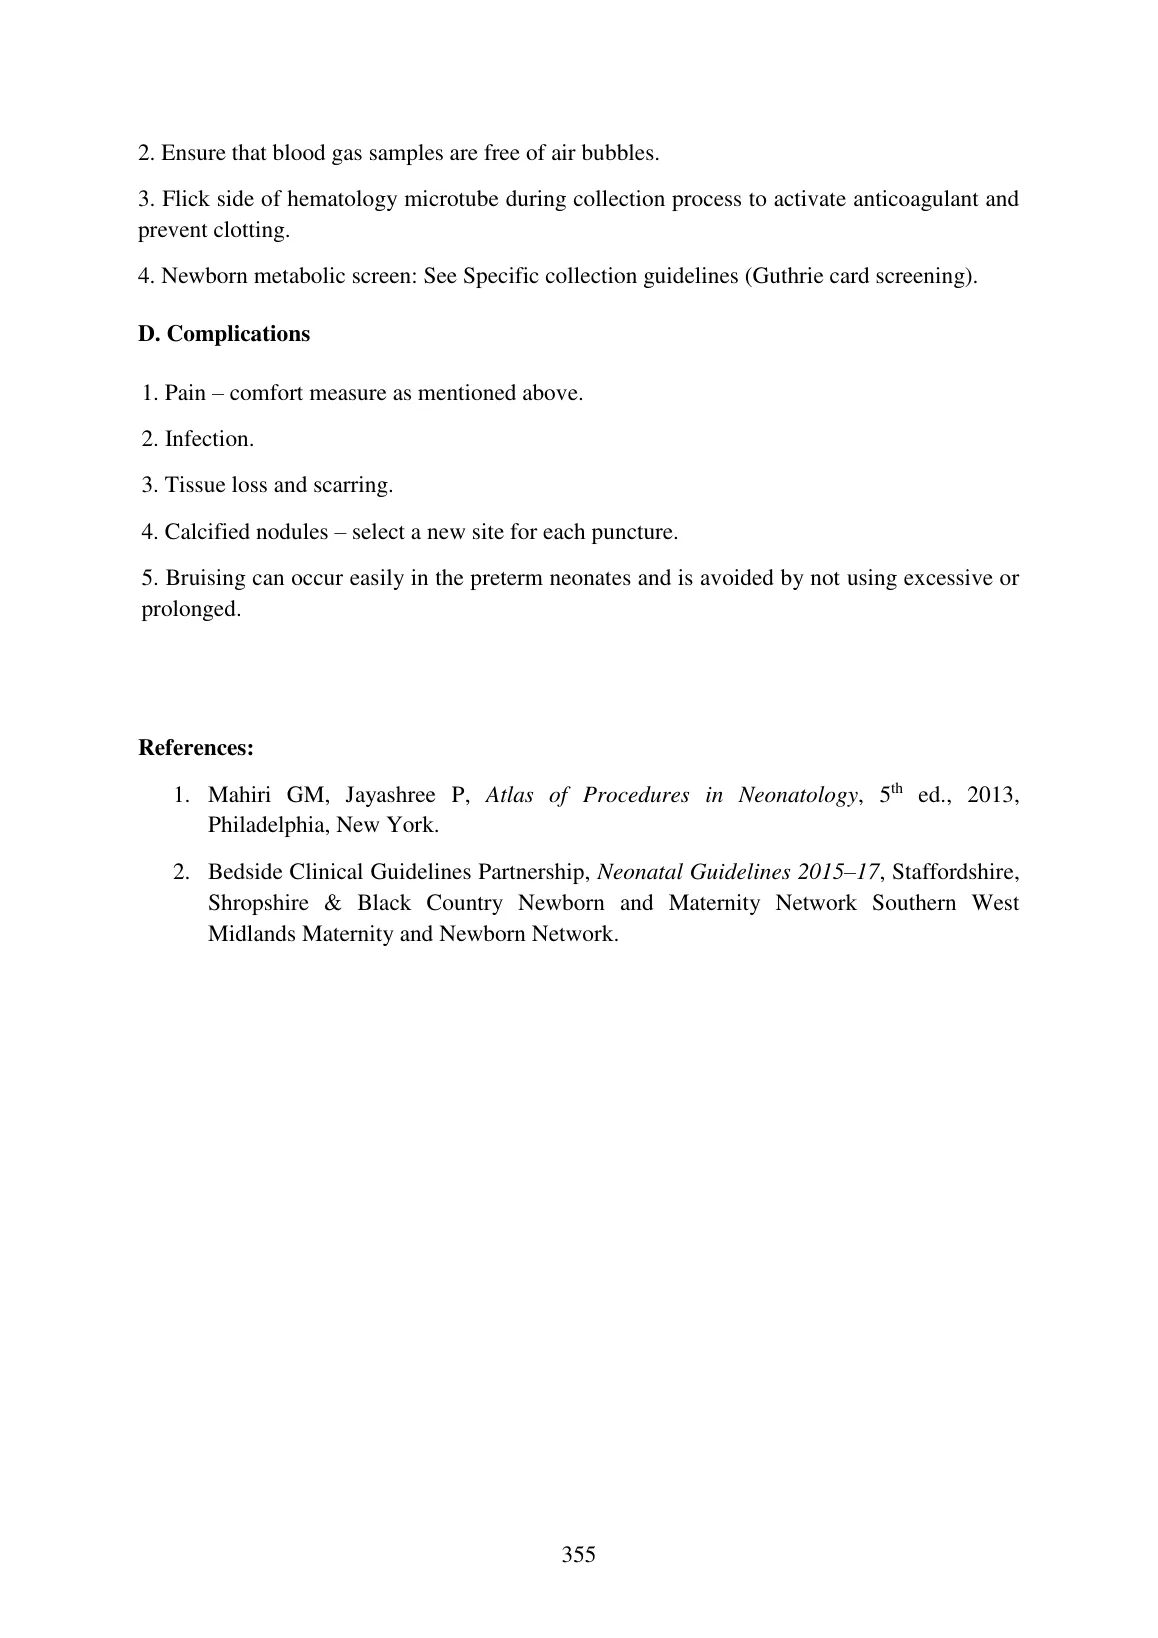 2. Ensure that blood gas samples are free of air bubbles.
3. Flick side of hematology microtube during collection process to activate anticoagulant and
prevent clotting.
4. Newborn metabolic screen: See Specific collection guidelines (Guthrie card screening).
D. Complications
1. Pain – comfort measure as mentioned above.
2. Infection.
3. Tissue loss and scarring.
4. Calcified nodules – select a new site for each puncture.
5. Bruising can occur easily in the preterm neonates and is avoided by not using excessive or
prolonged.
References:
1. Mahiri GM, Jayashree P, Atlas of Procedures in Neonatology, 5th ed., 2013,
Philadelphia, New York.
2. Bedside Clinical Guidelines Partnership, Neonatal Guidelines 2015–17, Staffordshire,
Shropshire & Black Country Newborn and Maternity Network Southern West
Midlands Maternity and Newborn Network.
355